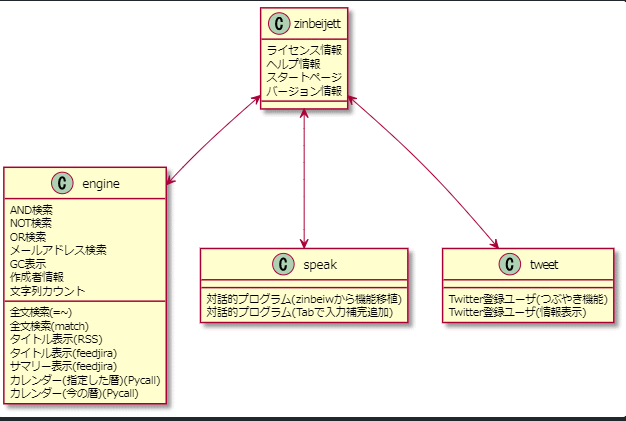 C zinbeijett
ライセンス情報
ヘルプ情報
スタートページ
バージョン情報
C engine
AND検索
NOT検索
OR検索
メールアドレス検索
GC表示
作成者情報
文字列カウント
全文検索(=~)
全文検索(match)
タイトル表示(RSS)
タイトル表示(feedjira)
サマリー表示(feedjira)
カレンダー(指定した暦)(Pycall)
カレンダー(今の暦)(Pycall)
C speak
対話的プログラム(zinbeiwから機能移植)
対話的プログラム(Tabで入力補完追加)
C tweet
Twitter登録ユーザ(つぶやき機能)
Twitter登録ユーザ(情報表示)